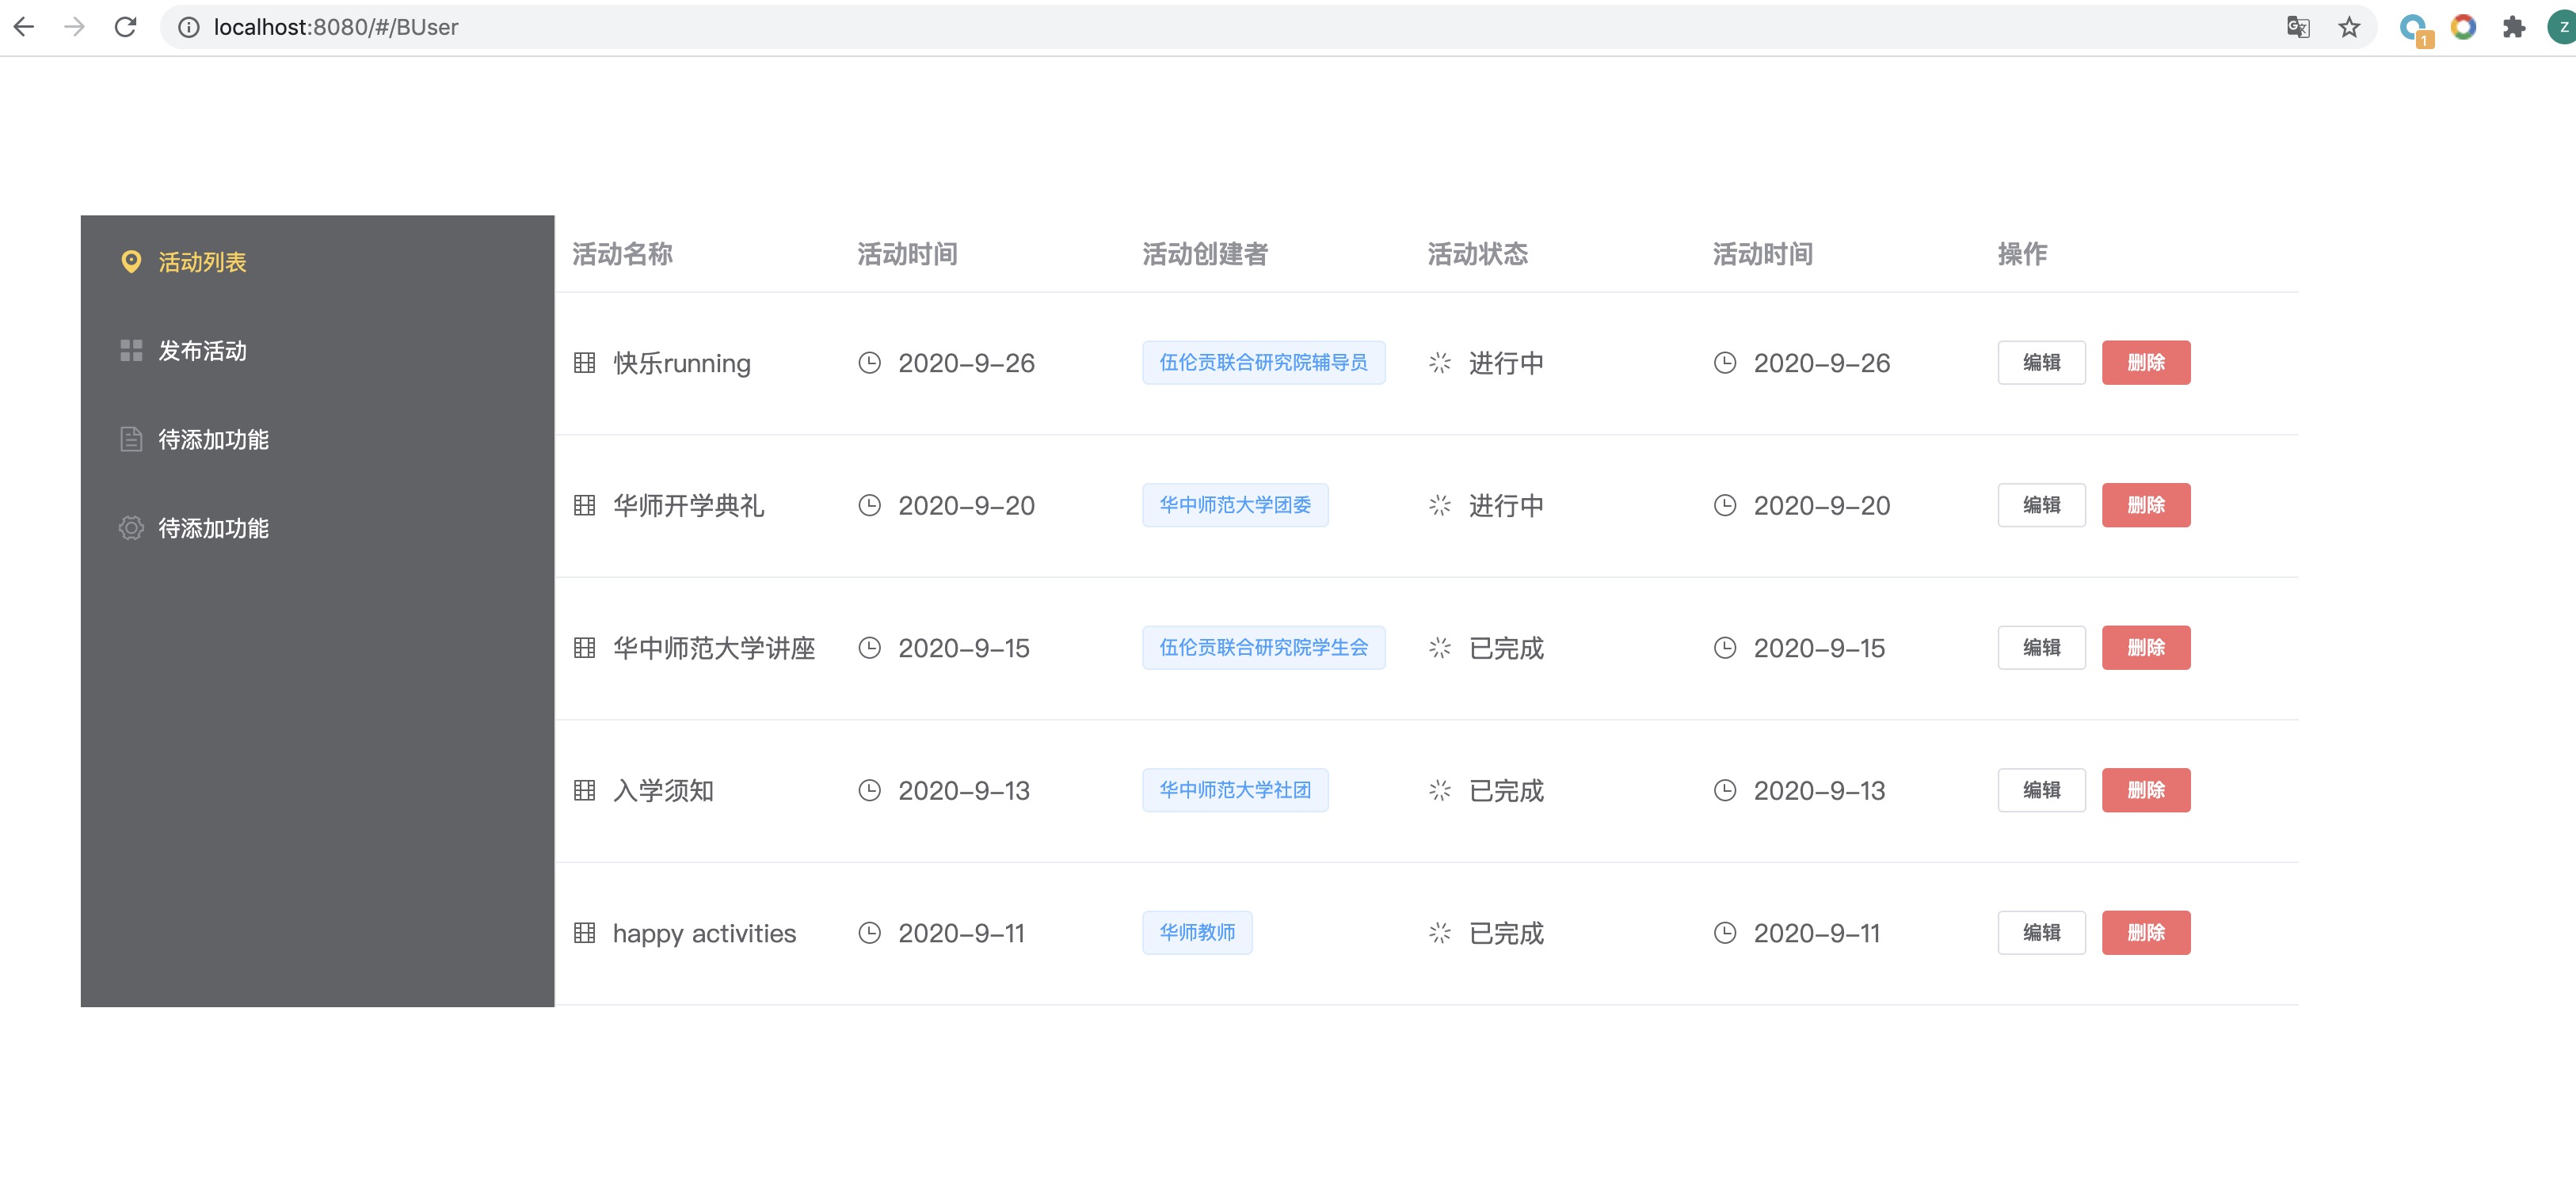 localhost:8080/#/BUser
1
Z
活动列表
发布活动
待添加功能
待添加功能
活动名称 活动时间 活动创建者 活动状态 活动时间 操作
快乐running 2020-9-26 伍伦贡联合研究院辅导员 进行中 2020-9-26 编辑 删除
华师开学典礼 2020-9-20 华中师范大学团委 进行中 2020-9-20 编辑 删除
华中师范大学讲座 2020-9-15 伍伦贡联合研究院学生会 已完成 2020-9-15 编辑 删除
入学须知 2020-9-13 华中师范大学社团 已完成 2020-9-13 编辑 删除
happy activities 2020-9-11 华师教师 已完成 2020-9-11 编辑 删除